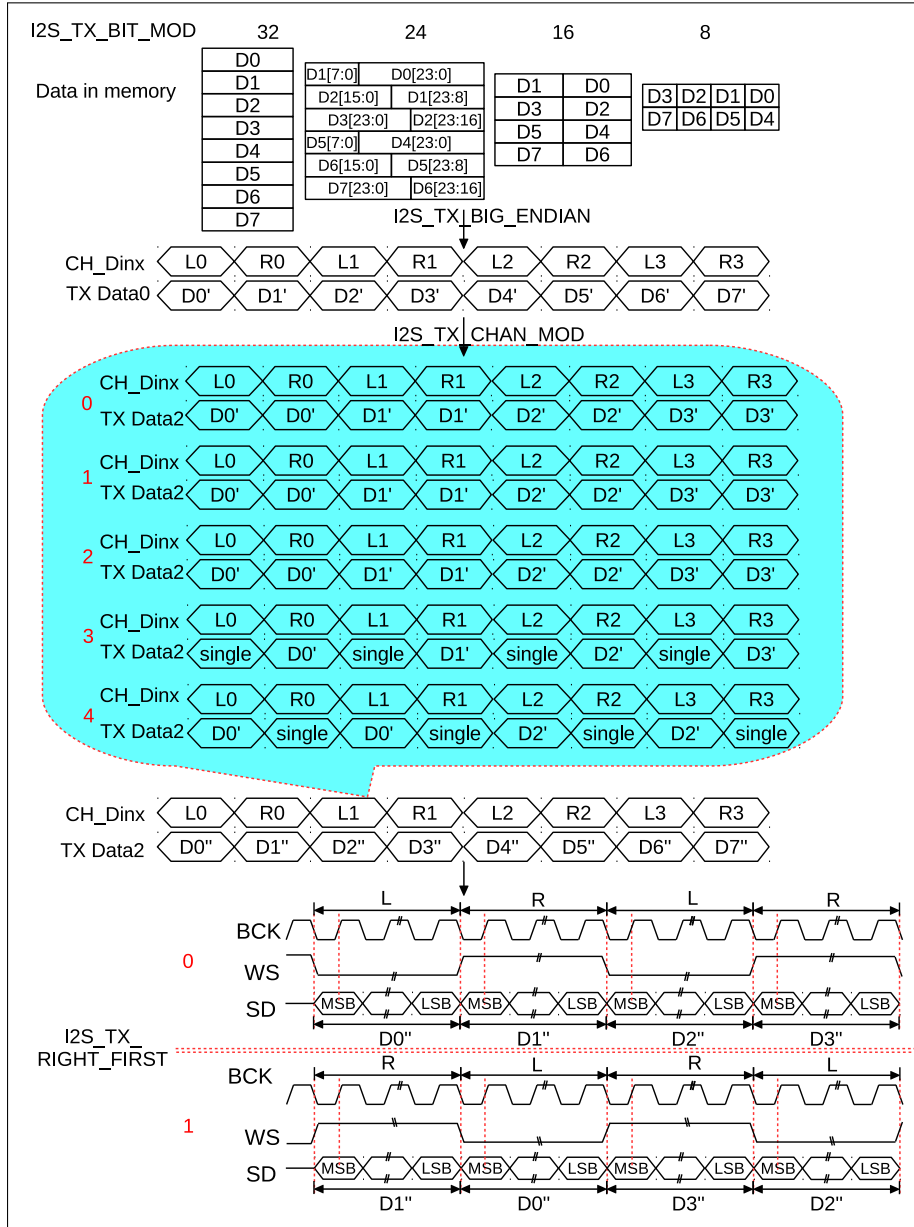 I2S_TX_BIT_MOD 32 24 16 8
Data in memory
D0
D1
D2
D3
D4
D5
D6
D7
D1[7:0] D0[23:0]
D2[15:0] D1[23:8]
D3[23:0] D2[23:16]
D5[7:0] D4[23:0]
D6[15:0] D5[23:8]
D7[23:0] D6[23:16]
D1 D0
D3 D2
D5 D4
D7 D6
D3 D2 D1 D0
D7 D6 D5 D4
I2S_TX_BIG_ENDIAN
CH_Dinx L0 R0 L1 R1 L2 R2 L3 R3
TX Data0 D0' D1' D2' D3' D4' D5' D6' D7'
I2S_TX_CHAN_MOD
0
CH_Dinx L0 R0 L1 R1 L2 R2 L3 R3
TX Data2 D0' D0' D1' D1' D2' D2' D3' D3'
1
CH_Dinx L0 R0 L1 R1 L2 R2 L3 R3
TX Data2 D0' D0' D1' D1' D2' D2' D3' D3'
2
CH_Dinx L0 R0 L1 R1 L2 R2 L3 R3
TX Data2 D0' D0' D1' D1' D2' D2' D3' D3'
3
CH_Dinx L0 R0 L1 R1 L2 R2 L3 R3
TX Data2 single D0' single D1' single D2' single D3'
4
CH_Dinx L0 R0 L1 R1 L2 R2 L3 R3
TX Data2 D0' single D0' single D2' single D2' single
CH_Dinx L0 R0 L1 R1 L2 R2 L3 R3
TX Data2 D0" D1" D2" D3" D4" D5" D6" D7"
L R L R
BCK
0
WS
SD MSB LSB MSB LSB MSB LSB MSB LSB
D0" D1" D2" D3"
I2S_TX_
RIGHT_FIRST
R L R L
BCK
1
WS
SD MSB LSB MSB LSB MSB LSB MSB LSB
D1" D0" D3" D2"